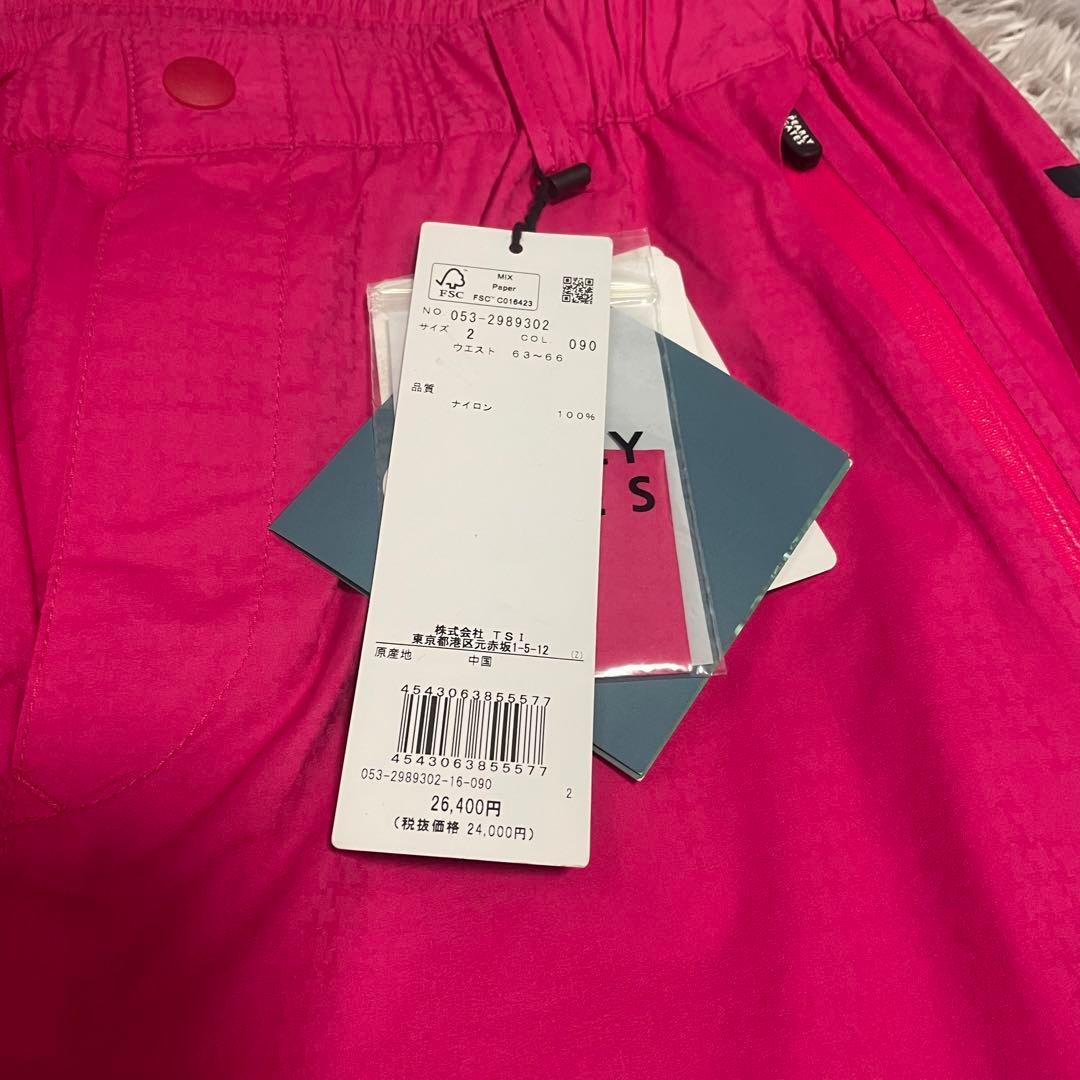 PEARLY
GATES
MIX
Paper
FSC™ C016423
FSC
NO. 053-2989302
サイズ 2 COL. 090
ウエスト 63～66
品質
ナイロン 100%
Y
S
株式会社 TSI
東京都港区元赤坂1-5-12 (Z)
原産地 中国
4543063855577
4543063855577
053-2989302-16-090 2
26,400円
(税抜価格 24,000円)